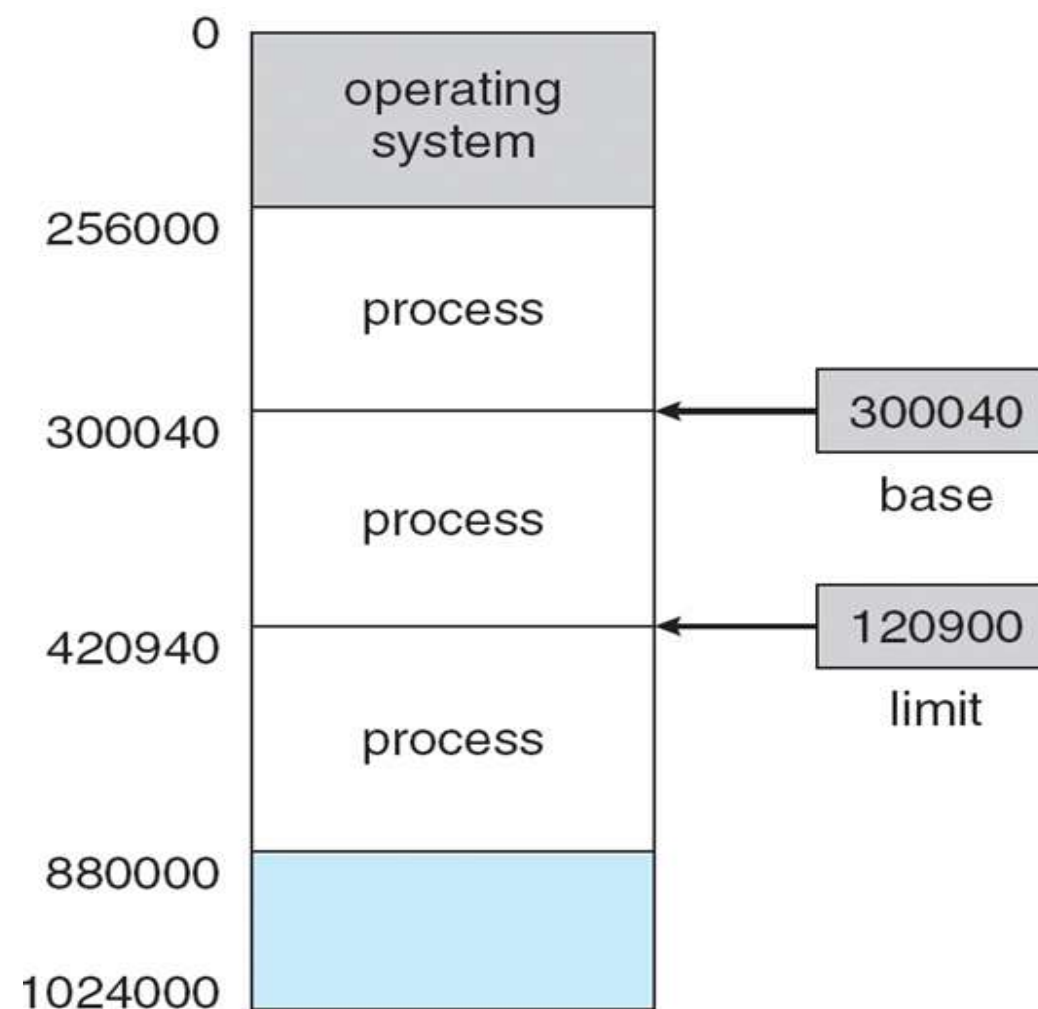 0
operating
system
256000
process
300040
300040
base
process
420940
120900
limit
process
880000
1024000